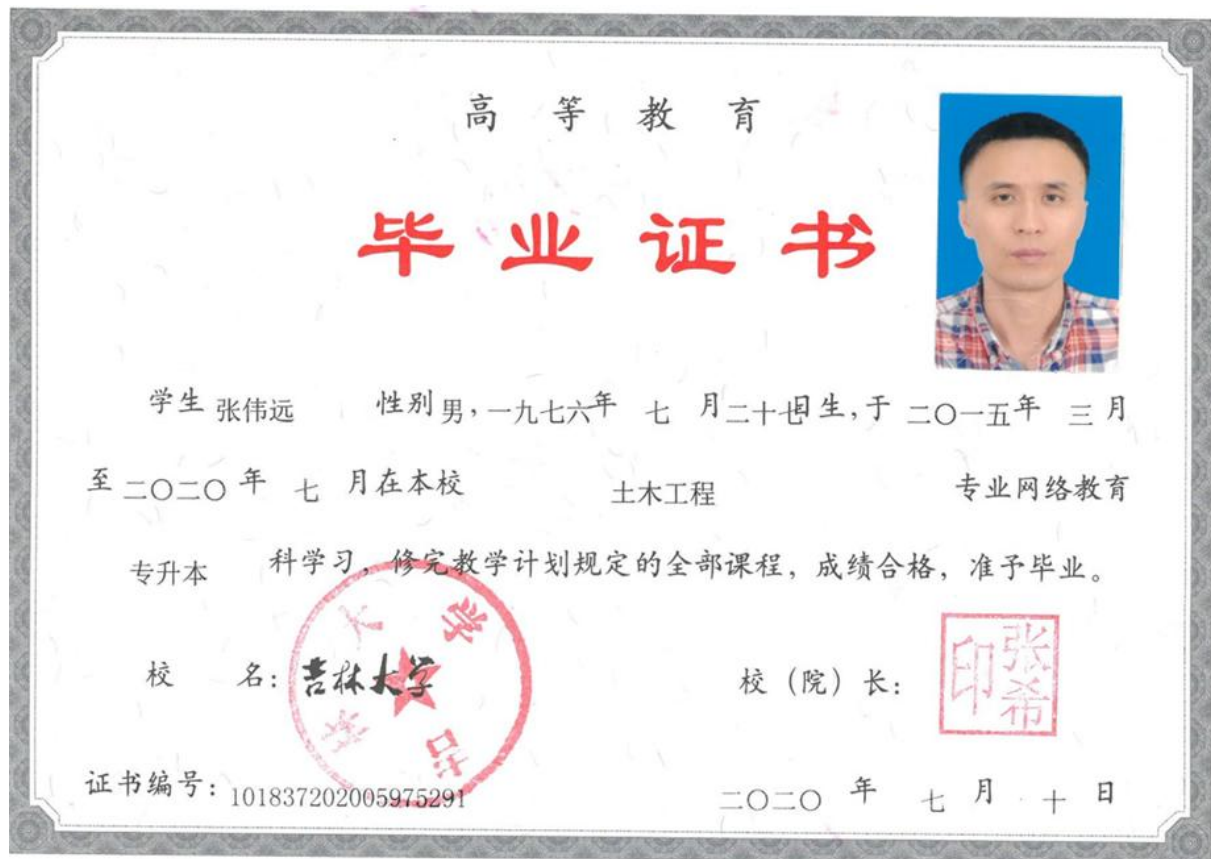 高等教育
毕业证书
学生 张伟远 性别 男，一九七六年 七 月二十七日生，于 二〇一五年 三 月
至 二〇二〇 年 七 月在本校 土木工程 专业网络教育
专升本 科学习，修完教学计划规定的全部课程，成绩合格，准予毕业。
校 名：吉林大学
吉林大学
校（院）长：
张希印
证书编号：101837202005975291
二〇二〇 年 七 月 十 日